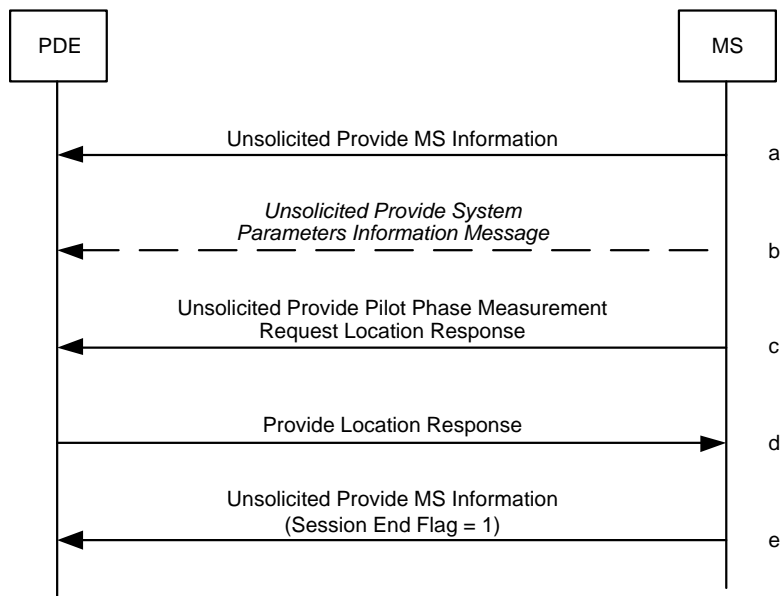 PDE
MS
Unsolicited Provide MS Information
a
Unsolicited Provide System
Parameters Information Message
b
Unsolicited Provide Pilot Phase Measurement
Request Location Response
c
Provide Location Response
d
Unsolicited Provide MS Information
(Session End Flag = 1)
e